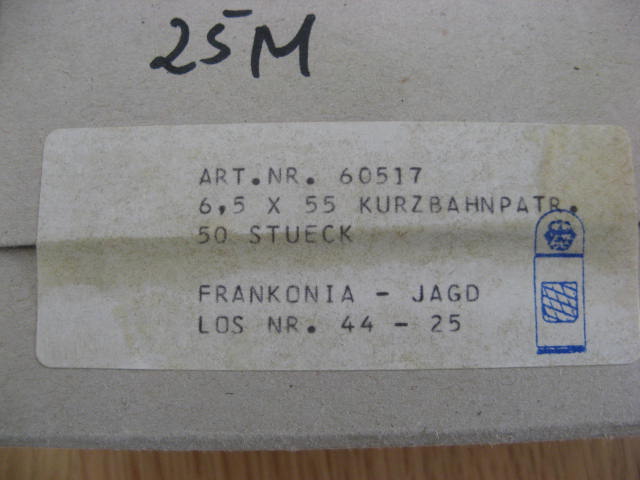 25M
ART.NR. 60517
6,5 X 55 KURZBAHNPATR.
50 STUECK
FRANKONIA - JAGD
LOS NR. 44 - 25